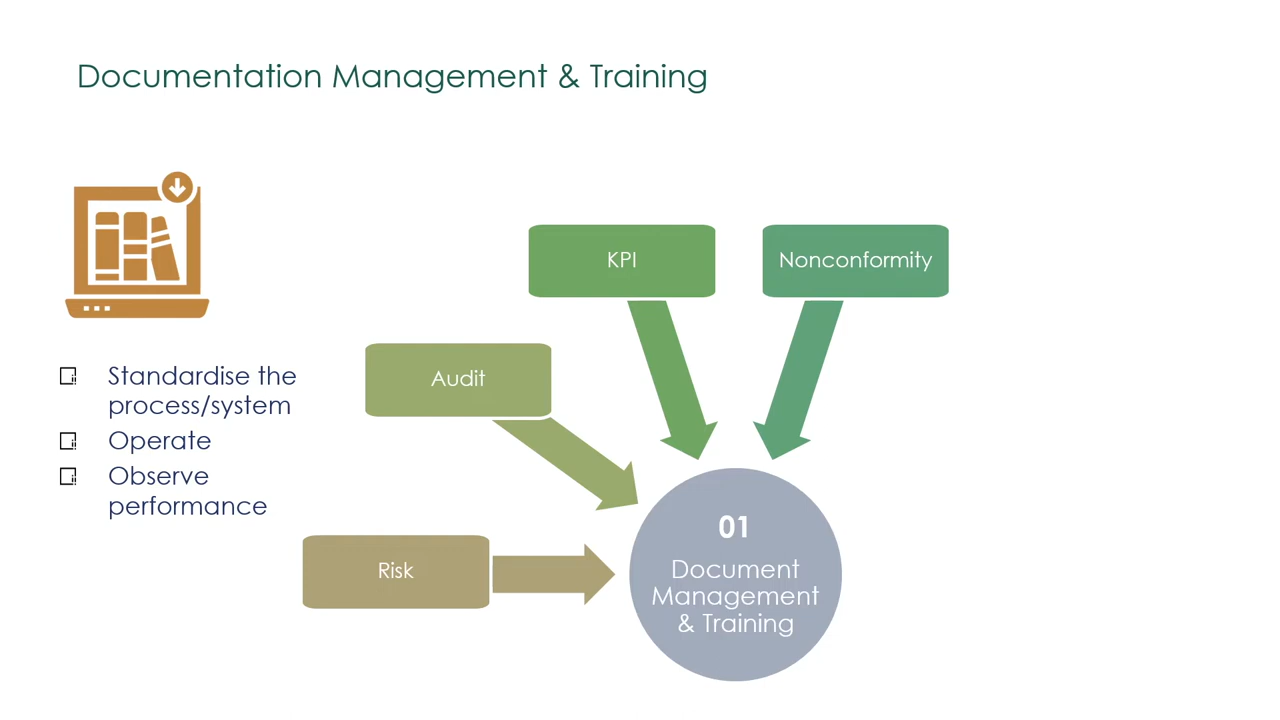 Documentation Management & Training
KPI
Nonconformity
Audit
Standardise the
process/system
Operate
Observe
performance
Risk
01
Document
Management
& Training